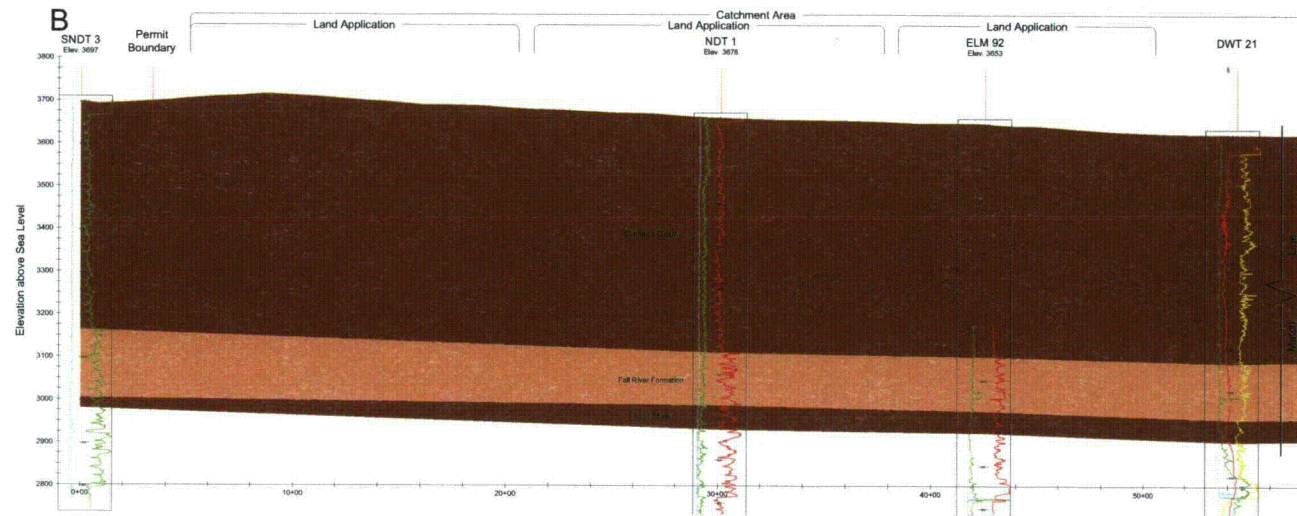 B
Catchment Area
Land Application
Land Application
Land Application
SNDT 3
Elev. 3697
Permit
Boundary
NDT 1
Elev. 3676
ELM 92
Elev. 3653
DWT 21
Elevation above Sea Level
3800
3700
3600
3500
3400
3300
3200
3100
3000
2900
2800
Fall River Formation
0+00
10+00
20+00
30+00
40+00
50+00